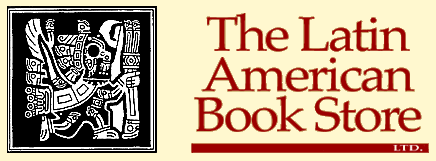 The Latin
American
Book Store
LTD.